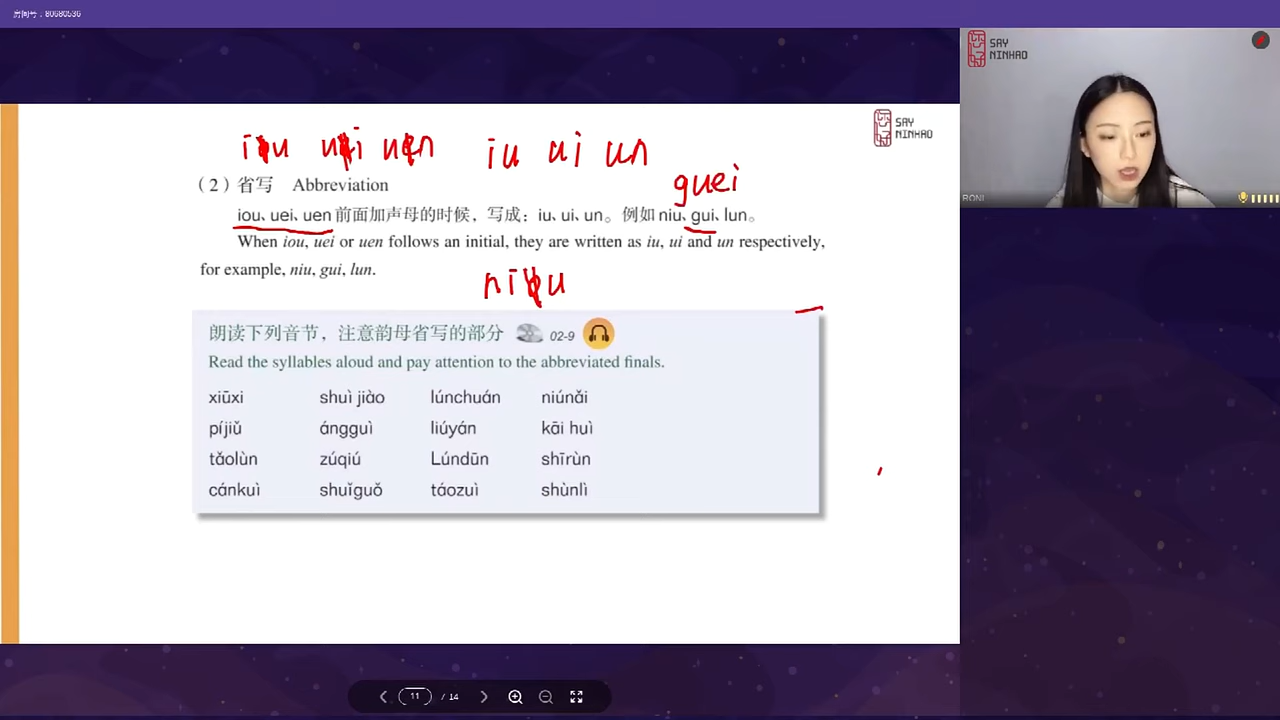 房间号：80680536
SAY
NINHAO
RONI
SAY
NINHAO
iou uei uen iu ui un
guei
（2）省写 Abbreviation
iou、uei、uen 前面加声母的时候，写成：iu、ui、un。例如 niu、gui、lun。
When iou, uei or uen follows an initial, they are written as iu, ui and un respectively,
for example, niu, gui, lun.
niou
朗读下列音节，注意韵母省写的部分 02-9
Read the syllables aloud and pay attention to the abbreviated finals.
xiūxi shuì jiào lúnchuán niúnǎi
píjiǔ ángguì liúyán kāi huì
tǎolùn zúqiú Lúndūn shīrùn
cánkuì shuǐguǒ táozuì shùnlì
11 / 14